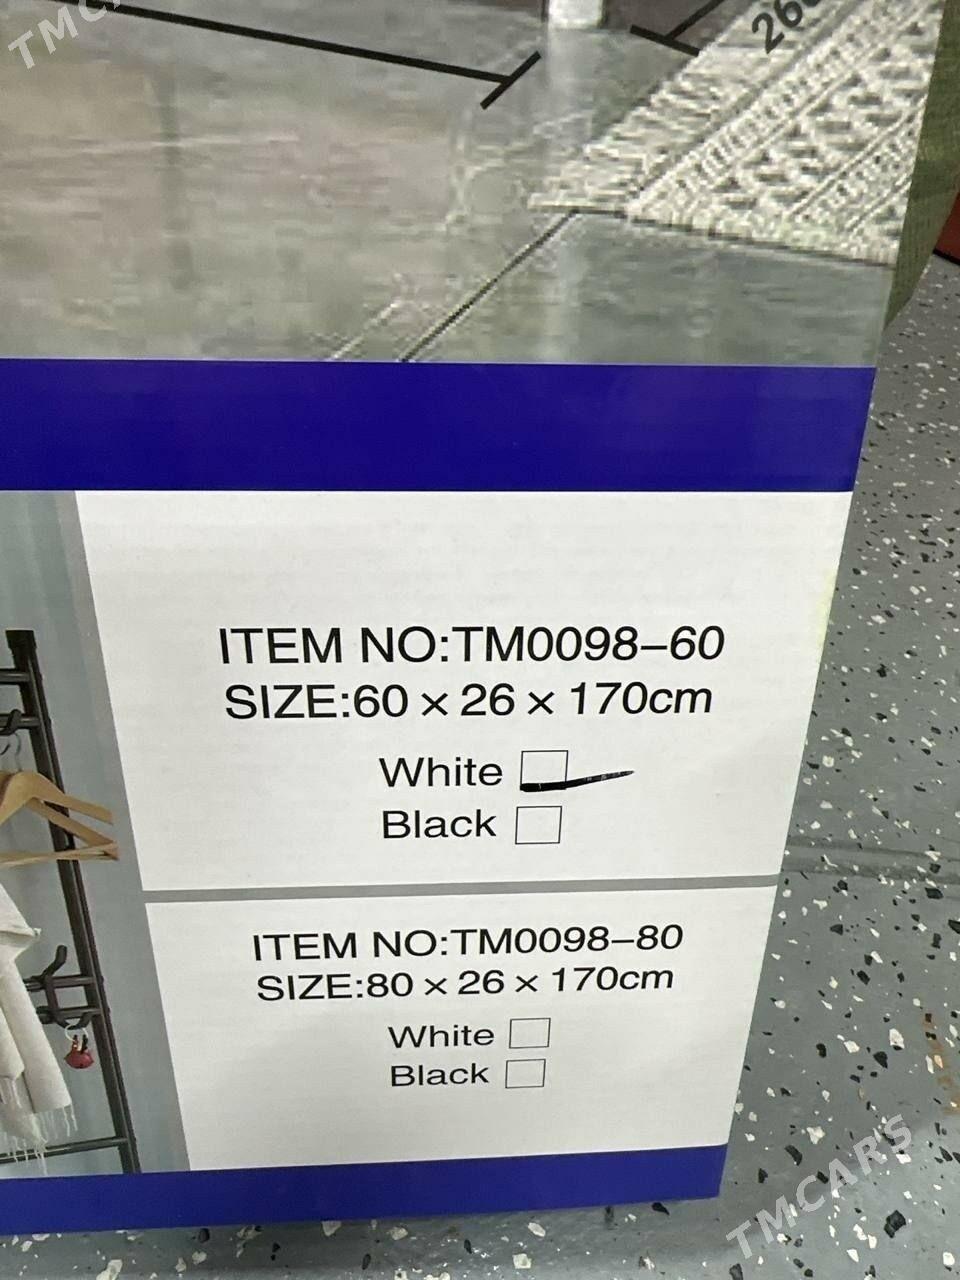 ITEM NO:TM0098–60
SIZE:60 × 26 × 170cm
White
Black
ITEM NO:TM0098–80
SIZE:80 × 26 × 170cm
White
Black
TMCARS